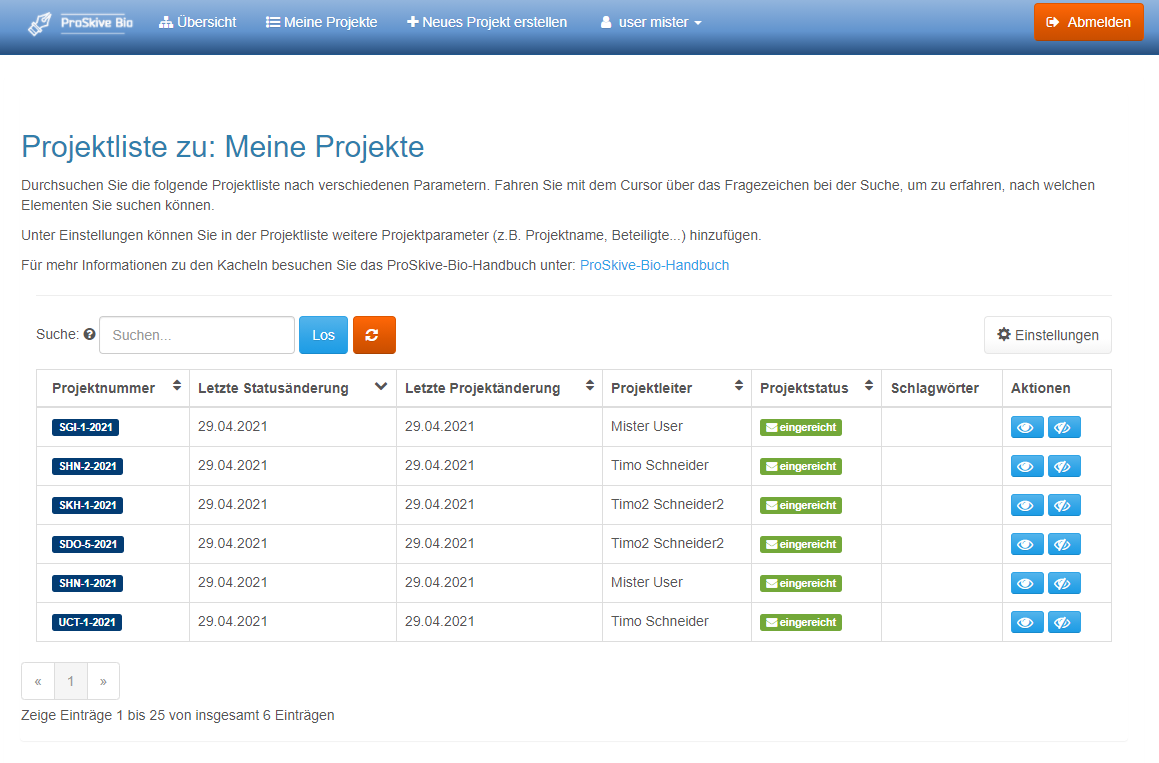 ProSkive Bio Übersicht Meine Projekte Neues Projekt erstellen user mister Abmelden
Projektliste zu: Meine Projekte
Durchsuchen Sie die folgende Projektliste nach verschiedenen Parametern. Fahren Sie mit dem Cursor über das Fragezeichen bei der Suche, um zu erfahren, nach welchen
Elementen Sie suchen können.
Unter Einstellungen können Sie in der Projektliste weitere Projektparameter (z.B. Projektname, Beteiligte...) hinzufügen.
Für mehr Informationen zu den Kacheln besuchen Sie das ProSkive-Bio-Handbuch unter: ProSkive-Bio-Handbuch
Suche: Suchen... Los Einstellungen
Projektnummer Letzte Statusänderung Letzte Projektänderung Projektleiter Projektstatus Schlagwörter Aktionen
SGI-1-2021 29.04.2021 29.04.2021 Mister User eingereicht
SHN-2-2021 29.04.2021 29.04.2021 Timo Schneider eingereicht
SKH-1-2021 29.04.2021 29.04.2021 Timo2 Schneider2 eingereicht
SDO-5-2021 29.04.2021 29.04.2021 Timo2 Schneider2 eingereicht
SHN-1-2021 29.04.2021 29.04.2021 Mister User eingereicht
UCT-1-2021 29.04.2021 29.04.2021 Timo Schneider eingereicht
« 1 »
Zeige Einträge 1 bis 25 von insgesamt 6 Einträgen